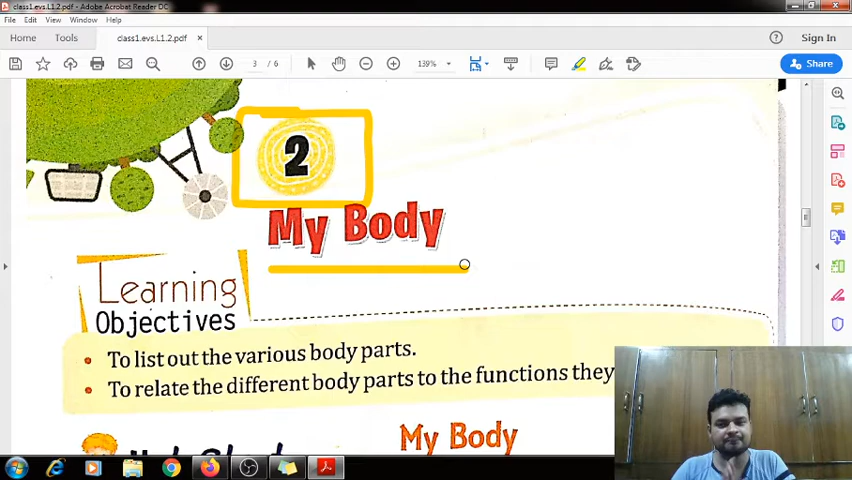 class1.evs.L1.2.pdf - Adobe Acrobat Reader DC
File Edit View Window Help
Home Tools class1.evs.L1.2.pdf × Sign In
3 / 6 139% Share
2
My Body
Learning
Objectives
To list out the various body parts.
To relate the different body parts to the functions they
My Body